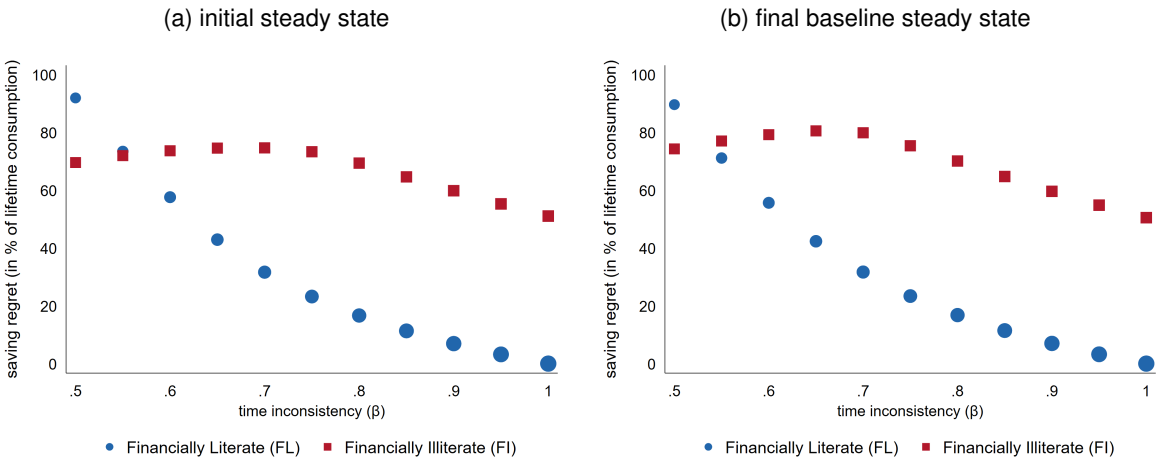 (a) initial steady state
saving regret (in % of lifetime consumption)
100
80
60
40
20
0
.5 .6 .7 .8 .9 1
time inconsistency (β)
Financially Literate (FL) Financially Illiterate (FI)
(b) final baseline steady state
saving regret (in % of lifetime consumption)
100
80
60
40
20
0
.5 .6 .7 .8 .9 1
time inconsistency (β)
Financially Literate (FL) Financially Illiterate (FI)